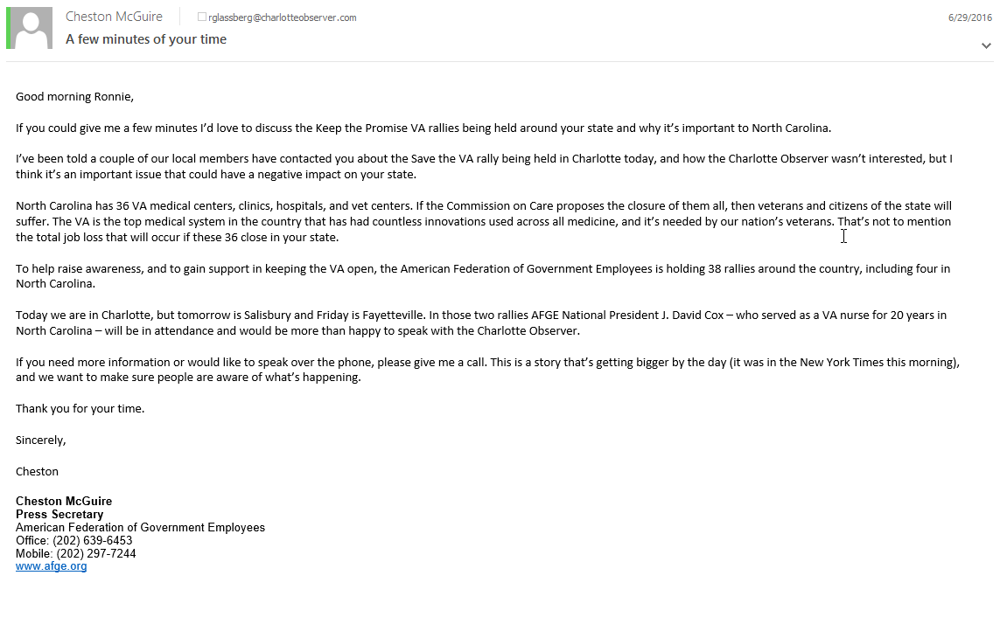 Cheston McGuire
rglassberg@charlotteobserver.com
6/29/2016
A few minutes of your time
Good morning Ronnie,
If you could give me a few minutes I’d love to discuss the Keep the Promise VA rallies being held around your state and why it’s important to North Carolina.
I’ve been told a couple of our local members have contacted you about the Save the VA rally being held in Charlotte today, and how the Charlotte Observer wasn’t interested, but I
think it’s an important issue that could have a negative impact on your state.
North Carolina has 36 VA medical centers, clinics, hospitals, and vet centers. If the Commission on Care proposes the closure of them all, then veterans and citizens of the state will
suffer. The VA is the top medical system in the country that has had countless innovations used across all medicine, and it’s needed by our nation’s veterans. That’s not to mention
the total job loss that will occur if these 36 close in your state.
To help raise awareness, and to gain support in keeping the VA open, the American Federation of Government Employees is holding 38 rallies around the country, including four in
North Carolina.
Today we are in Charlotte, but tomorrow is Salisbury and Friday is Fayetteville. In those two rallies AFGE National President J. David Cox – who served as a VA nurse for 20 years in
North Carolina – will be in attendance and would be more than happy to speak with the Charlotte Observer.
If you need more information or would like to speak over the phone, please give me a call. This is a story that’s getting bigger by the day (it was in the New York Times this morning),
and we want to make sure people are aware of what’s happening.
Thank you for your time.
Sincerely,
Cheston
Cheston McGuire
Press Secretary
American Federation of Government Employees
Office: (202) 639-6453
Mobile: (202) 297-7244
www.afge.org